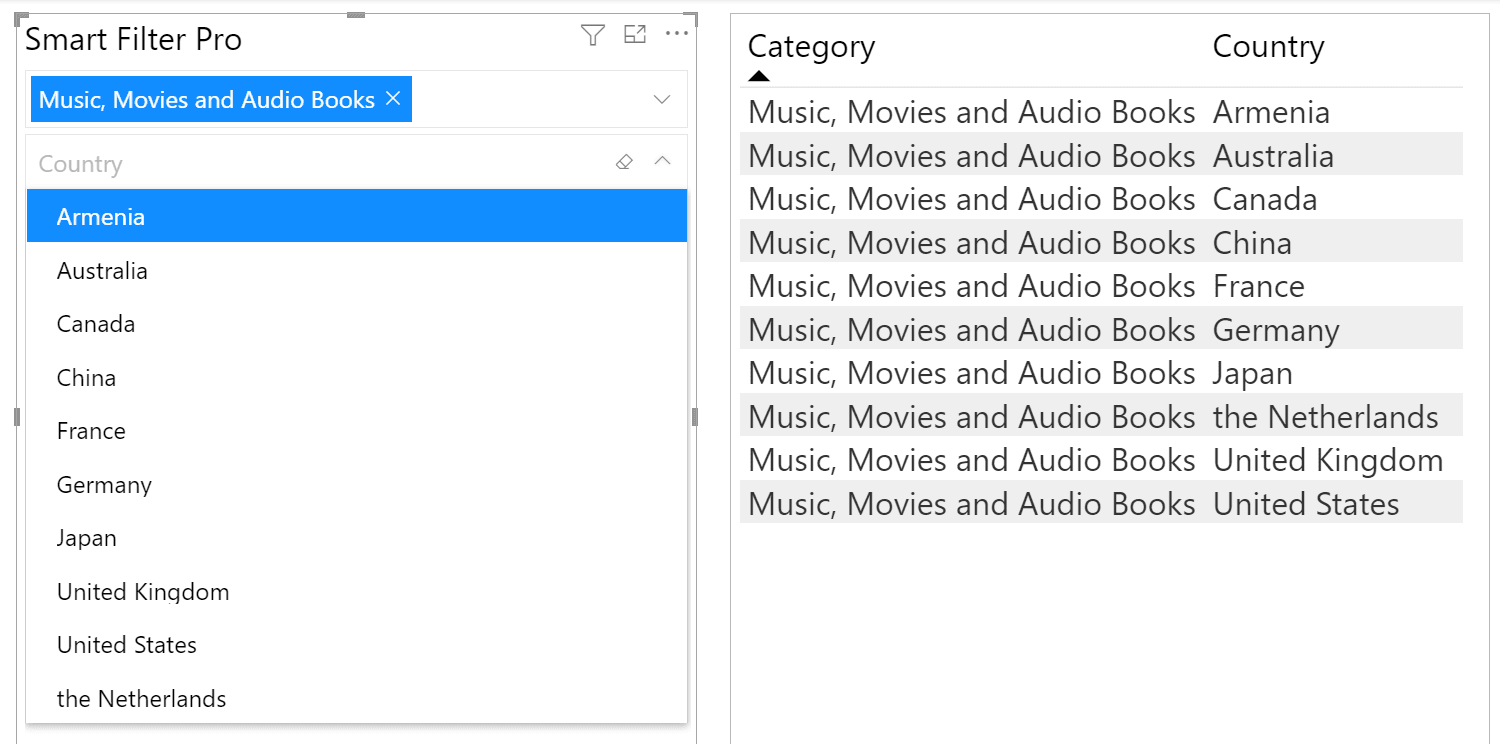 Smart Filter Pro
Music, Movies and Audio Books
Country
Armenia
Australia
Canada
China
France
Germany
Japan
United Kingdom
United States
the Netherlands
Category Country
Music, Movies and Audio Books Armenia
Music, Movies and Audio Books Australia
Music, Movies and Audio Books Canada
Music, Movies and Audio Books China
Music, Movies and Audio Books France
Music, Movies and Audio Books Germany
Music, Movies and Audio Books Japan
Music, Movies and Audio Books the Netherlands
Music, Movies and Audio Books United Kingdom
Music, Movies and Audio Books United States